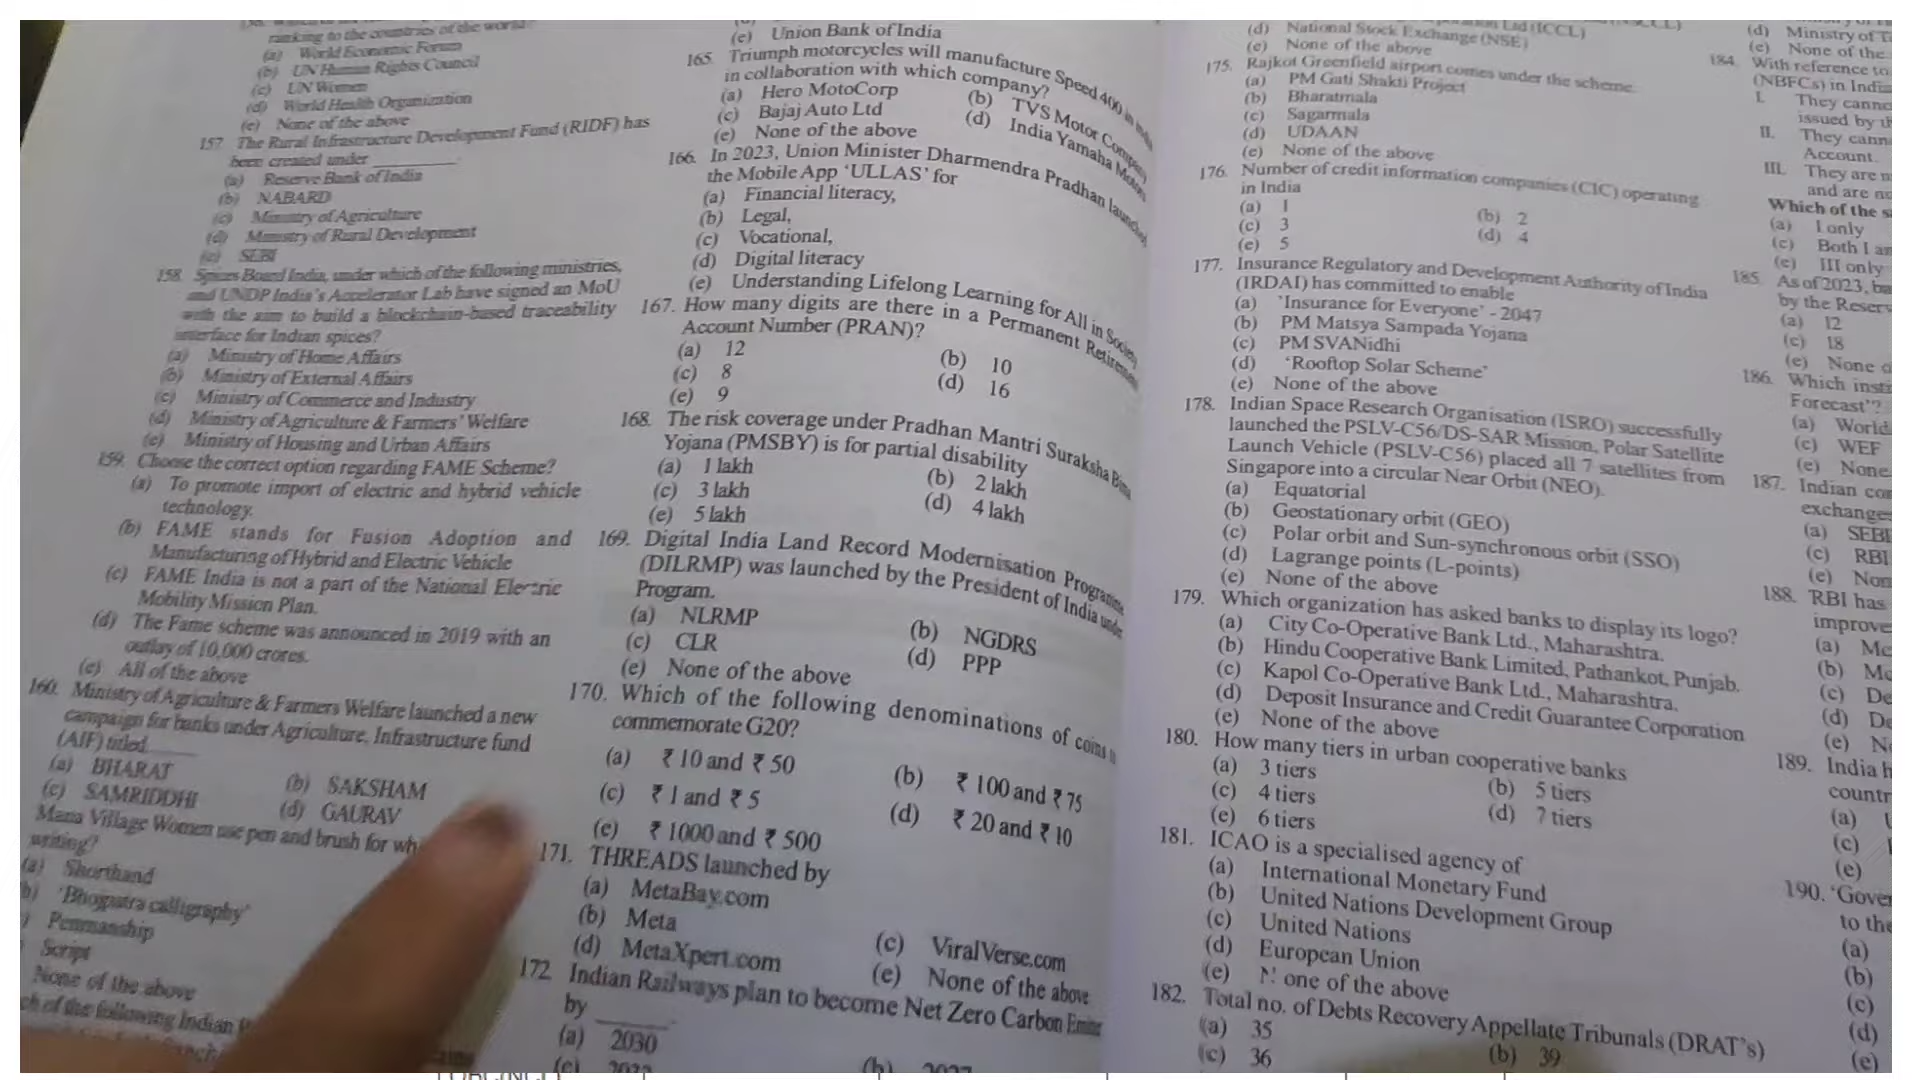 ranking to the countries of the world?
(a) World Economic Forum
(b) UN Human Rights Council
(c) UN Women
(d) World Health Organization
(e) None of the above
157. The Rural Infrastructure Development Fund (RIDF) has
been created under ________.
(a) Reserve Bank of India
(b) NABARD
(c) Ministry of Agriculture
(d) Ministry of Rural Development
(e) SEBI
158. Spices Board India, under which of the following ministries,
and UNDP India's Accelerator Lab have signed an MoU
with the aim to build a blockchain-based traceability
interface for Indian spices?
(a) Ministry of Home Affairs
(b) Ministry of External Affairs
(c) Ministry of Commerce and Industry
(d) Ministry of Agriculture & Farmers' Welfare
(e) Ministry of Housing and Urban Affairs
159. Choose the correct option regarding FAME Scheme?
(a) To promote import of electric and hybrid vehicle
technology.
(b) FAME stands for Fusion Adoption and
Manufacturing of Hybrid and Electric Vehicle
(c) FAME India is not a part of the National Electric
Mobility Mission Plan.
(d) The Fame scheme was announced in 2019 with an
outlay of 10,000 crores.
(e) All of the above
160. Ministry of Agriculture & Farmers Welfare launched a new
campaign for banks under Agriculture, Infrastructure fund
(AIF) titled______
(a) BHARAT
(b) SAKSHAM
(c) SAMRIDDHI
(d) GAURAV
Mana Village Women use pen and brush for wh
writing?
(a) Shorthand
b) 'Bhojpatra calligraphy'
) Penmanship
Script
None of the above
ch of the following Indian
(e) Union Bank of India
165. Triumph motorcycles will manufacture Speed 400 in
in collaboration with which company?
(a) Hero MotoCorp
(b) TVS Motor Company
(c) Bajaj Auto Ltd
(d) India Yamaha Motors
(e) None of the above
166. In 2023, Union Minister Dharmendra Pradhan launched
the Mobile App 'ULLAS' for
(a) Financial literacy,
(b) Legal,
(c) Vocational,
(d) Digital literacy
(e) Understanding Lifelong Learning for All in Society
167. How many digits are there in a Permanent Retirement
Account Number (PRAN)?
(a) 12
(b) 10
(c) 8
(d) 16
(e) 9
168. The risk coverage under Pradhan Mantri Suraksha Bima
Yojana (PMSBY) is for partial disability
(a) 1 lakh
(b) 2 lakh
(c) 3 lakh
(d) 4 lakh
(e) 5 lakh
169. Digital India Land Record Modernisation Programme
(DILRMP) was launched by the President of India under
Program.
(a) NLRMP
(b) NGDRS
(c) CLR
(d) PPP
(e) None of the above
170. Which of the following denominations of coins
commemorate G20?
(a) ₹ 10 and ₹ 50
(b) ₹ 100 and ₹ 75
(c) ₹ 1 and ₹ 5
(d) ₹ 20 and ₹ 10
(e) ₹ 1000 and ₹ 500
171. THREADS launched by
(a) MetaBay.com
(b) Meta
(c) ViralVerse.com
(d) MetaXpert.com
(e) None of the above
172 Indian Railways plan to become Net Zero Carbon
by ________
(a) 2030
(d) National Stock Exchange (NSE)
(e) None of the above
175. Rajkot Greenfield airport comes under the scheme.
(a) PM Gati Shakti Project
(b) Bharatmala
(c) Sagarmala
(d) UDAAN
(e) None of the above
176. Number of credit information companies (CIC) operating
in India
(a) 1
(b) 2
(c) 3
(d) 4
(e) 5
177. Insurance Regulatory and Development Authority of India
(IRDAI) has committed to enable
(a) 'Insurance for Everyone' - 2047
(b) PM Matsya Sampada Yojana
(c) PM SVANidhi
(d) 'Rooftop Solar Scheme'
(e) None of the above
178. Indian Space Research Organisation (ISRO) successfully
launched the PSLV-C56/DS-SAR Mission, Polar Satellite
Launch Vehicle (PSLV-C56) placed all 7 satellites from
Singapore into a circular Near Orbit (NEO).
(a) Equatorial
(b) Geostationary orbit (GEO)
(c) Polar orbit and Sun-synchronous orbit (SSO)
(d) Lagrange points (L-points)
(e) None of the above
179. Which organization has asked banks to display its logo?
(a) City Co-Operative Bank Ltd., Maharashtra.
(b) Hindu Cooperative Bank Limited, Pathankot, Punjab.
(c) Kapol Co-Operative Bank Ltd., Maharashtra.
(d) Deposit Insurance and Credit Guarantee Corporation
(e) None of the above
180. How many tiers in urban cooperative banks
(a) 3 tiers
(b) 5 tiers
(c) 4 tiers
(d) 7 tiers
(e) 6 tiers
181. ICAO is a specialised agency of
(a) International Monetary Fund
(b) United Nations Development Group
(c) United Nations
(d) European Union
(e) None of the above
182. Total no. of Debts Recovery Appellate Tribunals (DRAT's)
(a) 35
(b) 39
(c) 36
(d) Ministry of T
(e) None of the
184. With reference to
(NBFCs) in India
I. They canno
issued by th
II. They cann
Account.
III. They are n
and are no
Which of the s
(a) I only
(c) Both I an
(e) III only
185. As of 2023, ba
by the Reserv
(a) 12
(c) 18
(e) None o
186. Which insti
Forecast'?
(a) World
(c) WEF
(e) None
187. Indian con
exchange
(a) SEBI
(c) RBI
(e) Non
188. RBI has
improve
(a) Mo
(b) Mo
(c) De
(d) De
(e) N
189. India h
countr
(a)
(c)
(e)
190. 'Gover
to the
(a)
(b)
(c)
(d)
(e)